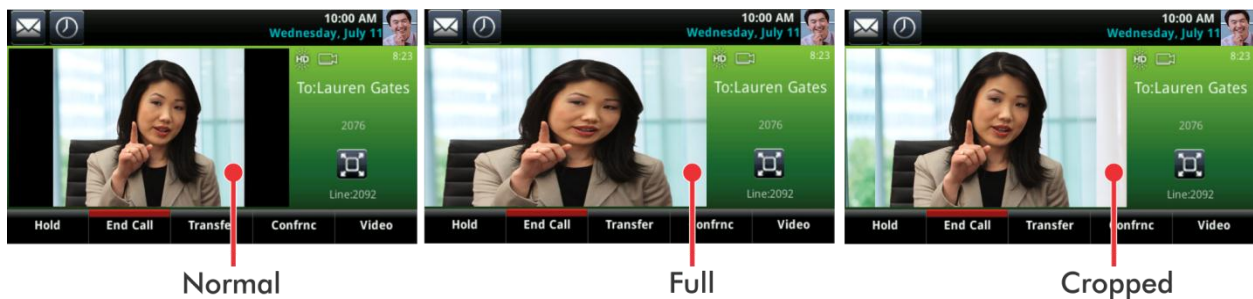 10:00 AM
Wednesday, July 11
HD
8:23
To:Lauren Gates
2076
Line:2092
Hold End Call Transfer Confrnc Video
Normal
10:00 AM
Wednesday, July 11
HD
8:23
To:Lauren Gates
2076
Line:2092
Hold End Call Transfer onfrnc Video
Full
10:00 AM
Wednesday, July 11
HD
8:23
To:Lauren Gates
2076
Line:2092
Hold End Call Transfer onfrnc Video
Cropped